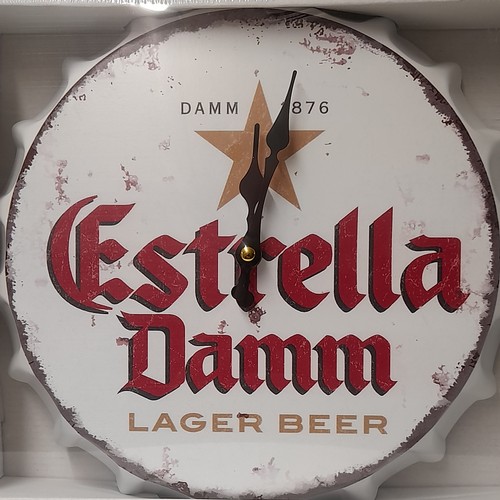 DAMM 1876
Estrella
Damm
LAGER BEER